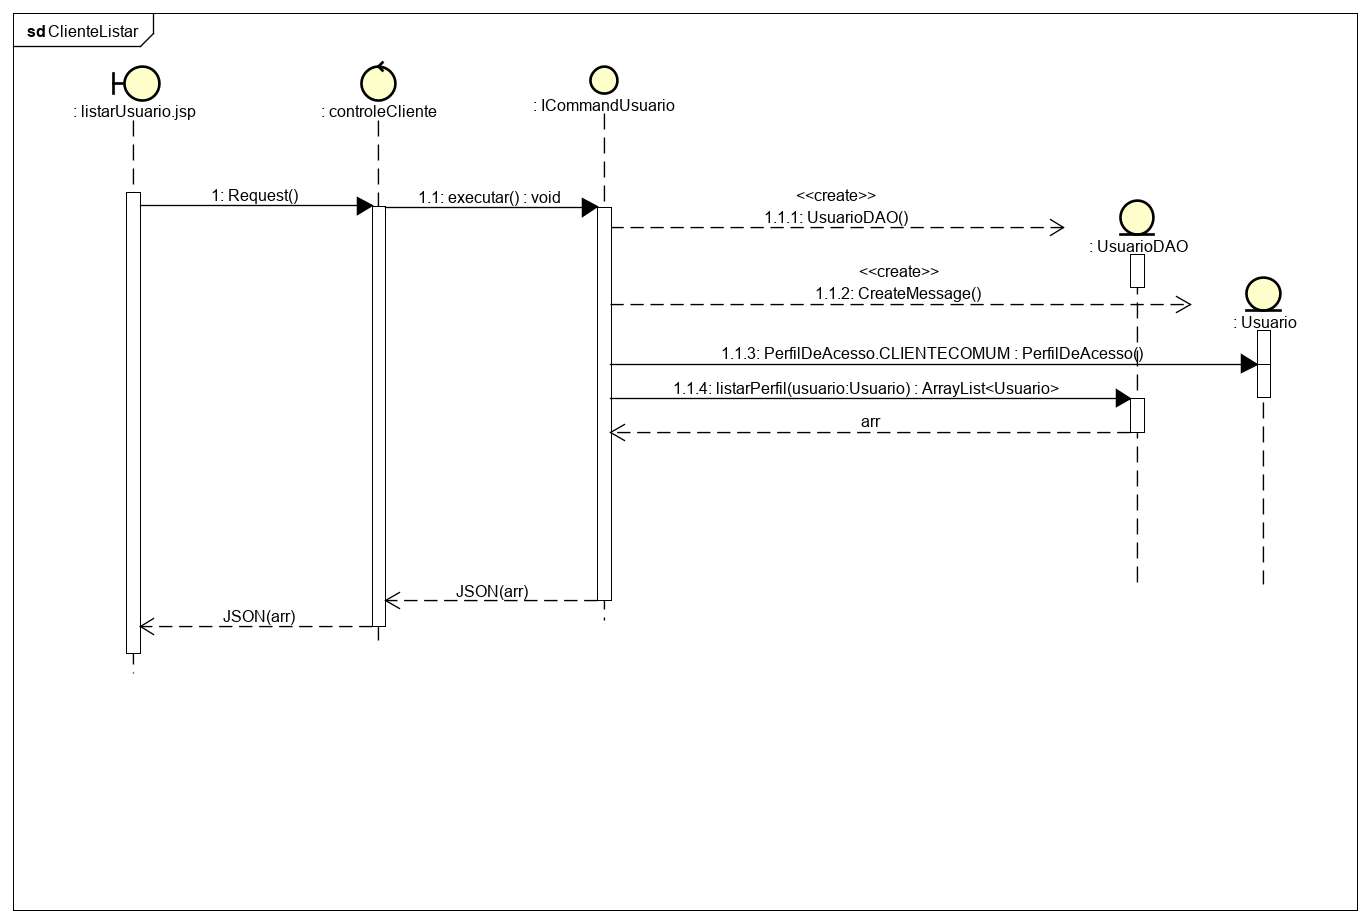 sd ClienteListar
: listarUsuario.jsp
: controleCliente
: ICommandUsuario
1: Request()
1.1: executar() : void
<<create>>
1.1.1: UsuarioDAO()
: UsuarioDAO
<<create>>
1.1.2: CreateMessage()
: Usuario
1.1.3: PerfilDeAcesso.CLIENTECOMUM : PerfilDeAcesso()
1.1.4: listarPerfil(usuario:Usuario) : ArrayList<Usuario>
arr
JSON(arr)
JSON(arr)